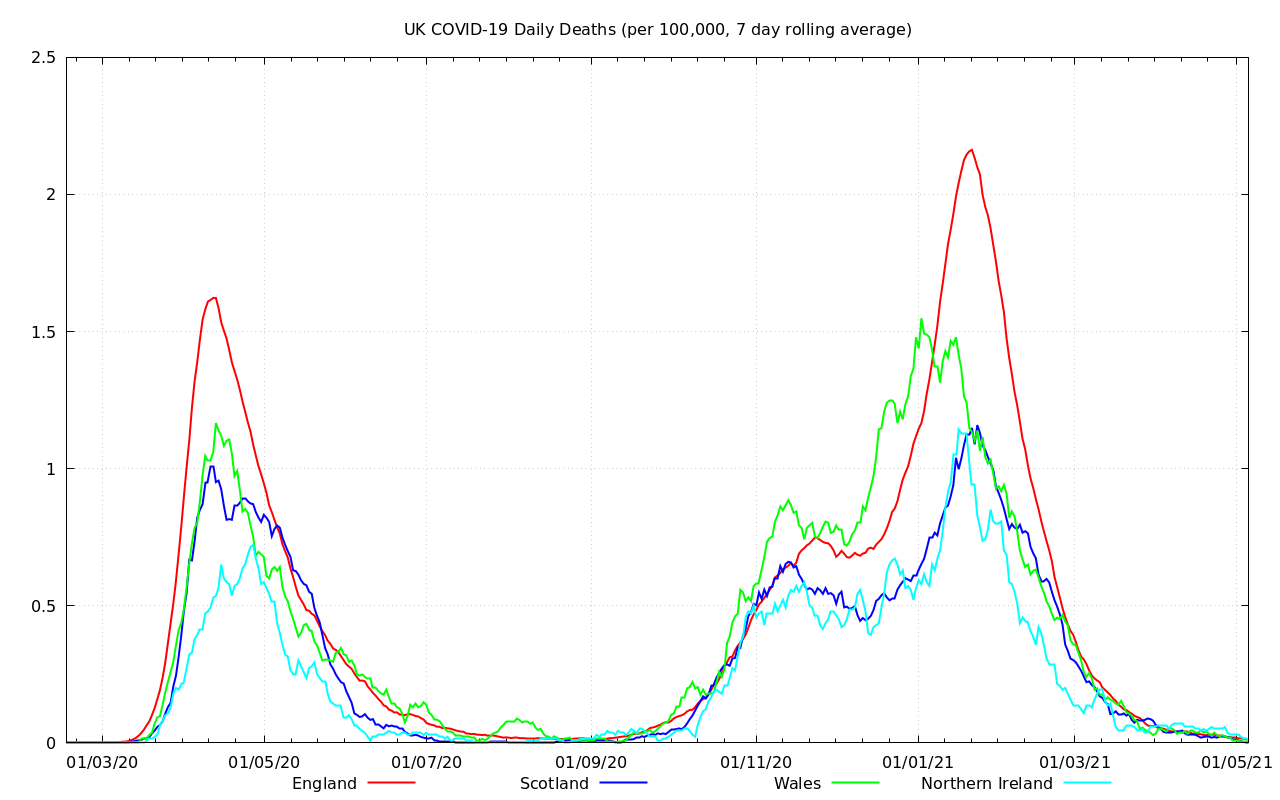 UK COVID-19 Daily Deaths (per 100,000, 7 day rolling average)
2.5
2
1.5
1
0.5
0
01/03/20 01/05/20 01/07/20 01/09/20 01/11/20 01/01/21 01/03/21 01/05/21
England Scotland Wales Northern Ireland